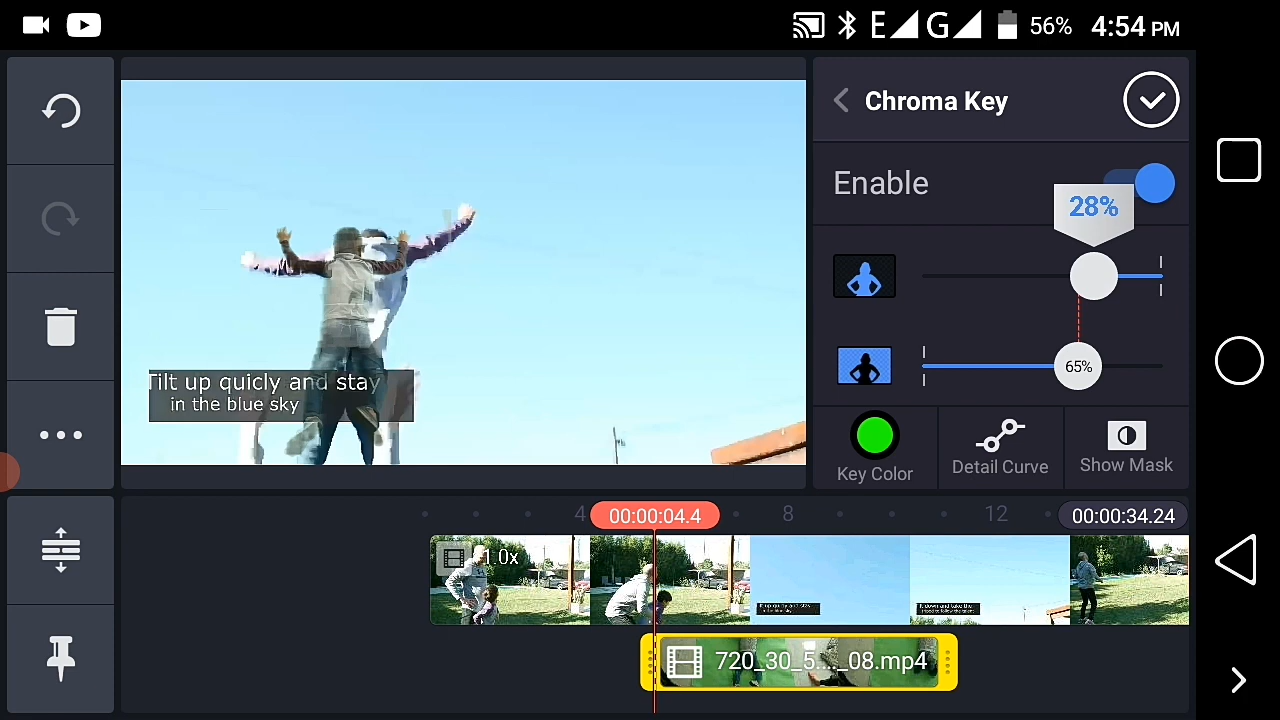 E G 56% 4:54 PM
Chroma Key
Enable
28%
65%
Tilt up quicly and stay
in the blue sky
Key Color
Detail Curve
Show Mask
4
00:00:04.4
8
12
00:00:34.24
1.0x
720_30_5...._08.mp4